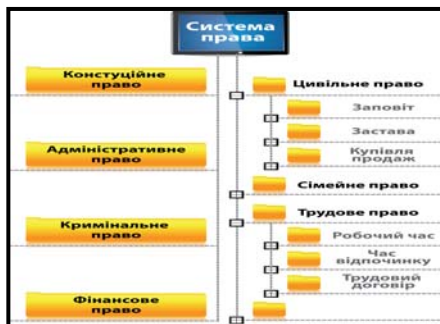 Система
права
Констуційне
право
Адміністративне
право
Кримінальне
право
Фінансове
право
Цивільне право
Заповіт
Застава
Купівля
продаж
Сімейне право
Трудове право
Робочий час
Час
відпочинку
Трудовий
договір